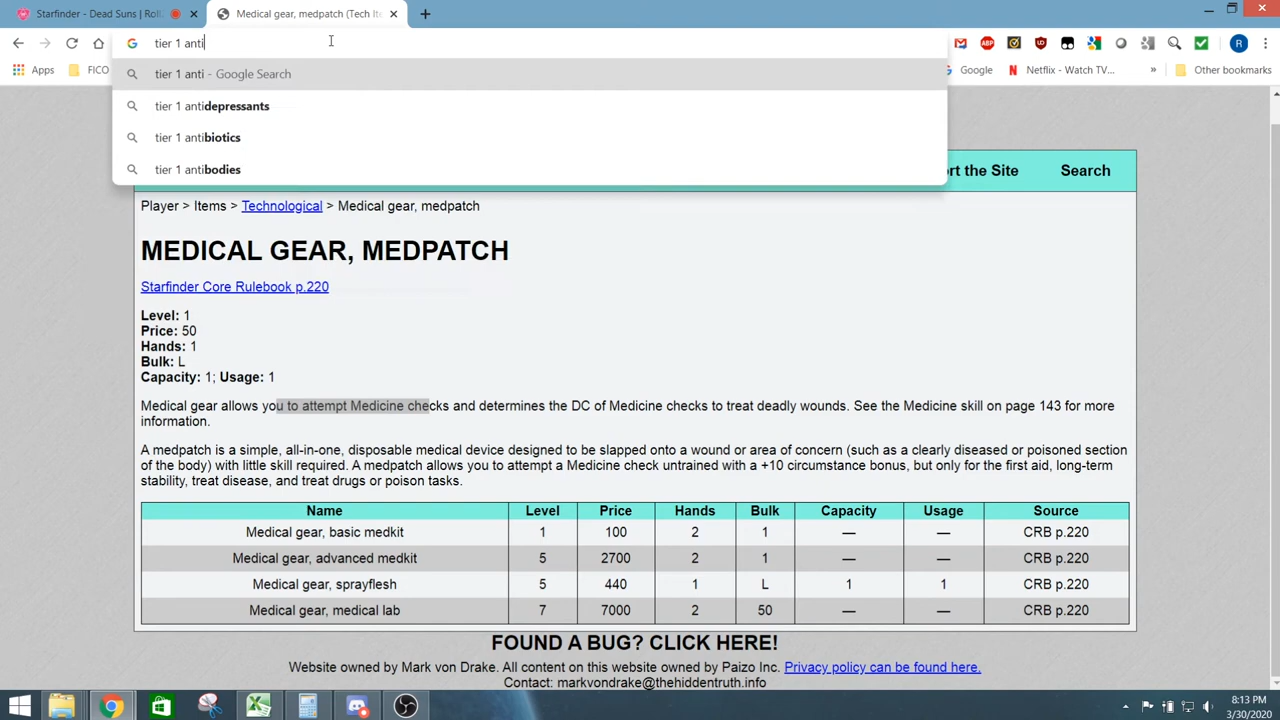 Starfinder - Dead Suns | Roll
Medical gear, medpatch (Tech It
tier 1 anti
Apps
FICO
Google
Netflix - Watch TV...
»
Other bookmarks
R
tier 1 anti - Google Search
tier 1 antidepressants
tier 1 antibiotics
tier 1 antibodies
rt the Site
Search
Player > Items > Technological > Medical gear, medpatch
MEDICAL GEAR, MEDPATCH
Starfinder Core Rulebook p.220
Level: 1
Price: 50
Hands: 1
Bulk: L
Capacity: 1; Usage: 1
Medical gear allows you to attempt Medicine checks and determines the DC of Medicine checks to treat deadly wounds. See the Medicine skill on page 143 for more
information.
A medpatch is a simple, all-in-one, disposable medical device designed to be slapped onto a wound or area of concern (such as a clearly diseased or poisoned section
of the body) with little skill required. A medpatch allows you to attempt a Medicine check untrained with a +10 circumstance bonus, but only for the first aid, long-term
stability, treat disease, and treat drugs or poison tasks.
Name Level Price Hands Bulk Capacity Usage Source
Medical gear, basic medkit 1 100 2 1 — — CRB p.220
Medical gear, advanced medkit 5 2700 2 1 — — CRB p.220
Medical gear, sprayflesh 5 440 1 L 1 1 CRB p.220
Medical gear, medical lab 7 7000 2 50 — — CRB p.220
FOUND A BUG? CLICK HERE!
Website owned by Mark von Drake. All content on this website owned by Paizo Inc. Privacy policy can be found here.
Contact: markvondrake@thehiddentruth.info
8:13 PM
3/30/2020